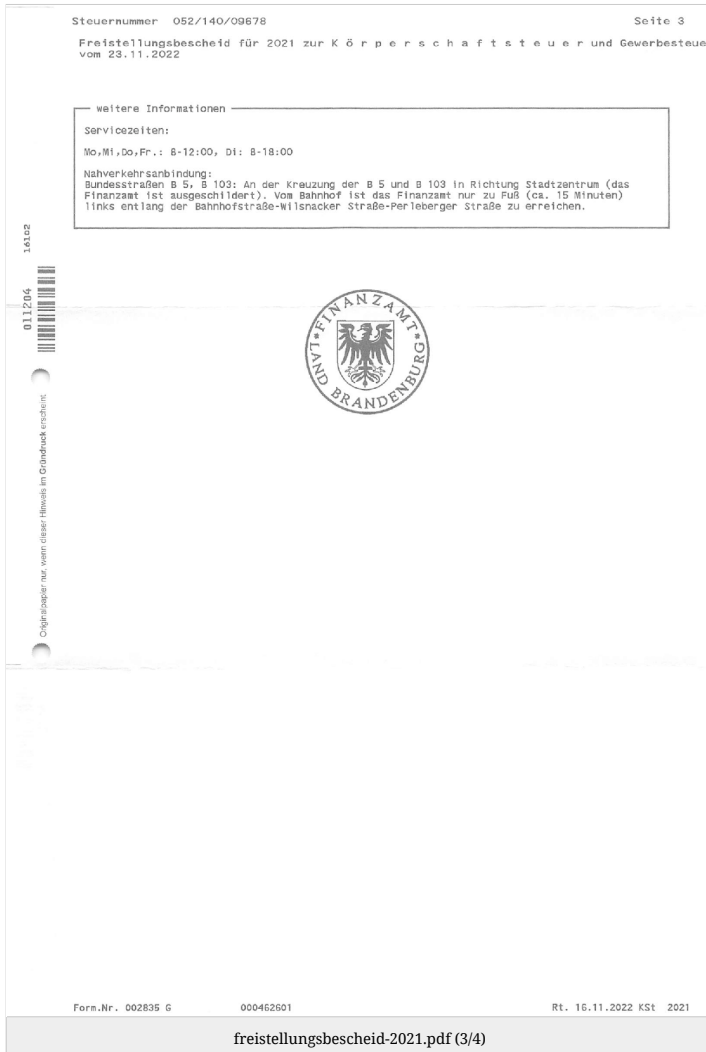 Steuernummer 052/140/09678 Seite 3
Freistellungsbescheid für 2021 zur K ö r p e r s c h a f t s t e u e r und Gewerbesteue
vom 23.11.2022
weitere Informationen
Servicezeiten:
Mo,Mi,Do,Fr.: 8-12:00, Di: 8-18:00
Nahverkehrsanbindung:
Bundesstraßen B 5, B 103: An der Kreuzung der B 5 und B 103 in Richtung Stadtzentrum (das
Finanzamt ist ausgeschildert). Vom Bahnhof ist das Finanzamt nur zu Fuß (ca. 15 Minuten)
links entlang der Bahnhofstraße-Wilsnacker Straße-Perleberger Straße zu erreichen.
16102
011204
Originalpapier nur, wenn dieser Hinweis im Gründruck erscheint
FINANZAMT
LAND BRANDENBURG
Form.Nr. 002835 G 000462601 Rt. 16.11.2022 KSt 2021
freistellungsbescheid-2021.pdf (3/4)